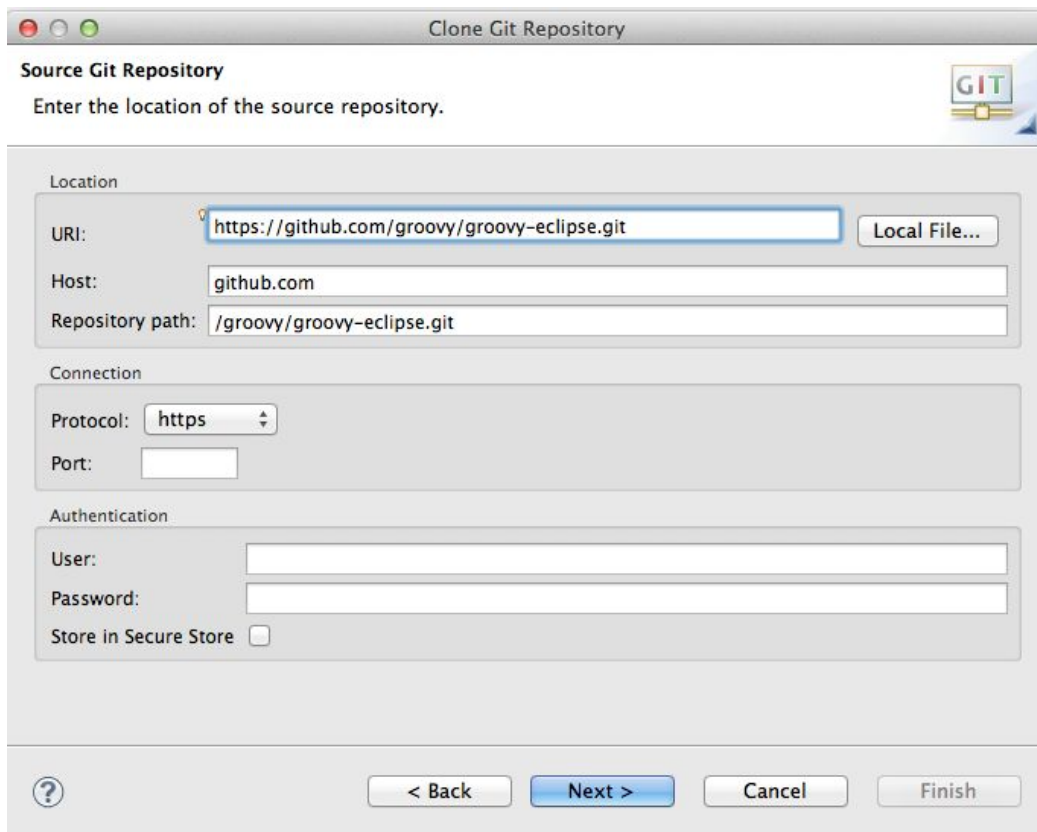 Clone Git Repository
Source Git Repository
Enter the location of the source repository.
GIT
Location
URI: https://github.com/groovy/groovy-eclipse.git Local File...
Host: github.com
Repository path: /groovy/groovy-eclipse.git
Connection
Protocol: https
Port:
Authentication
User:
Password:
Store in Secure Store
? < Back Next > Cancel Finish